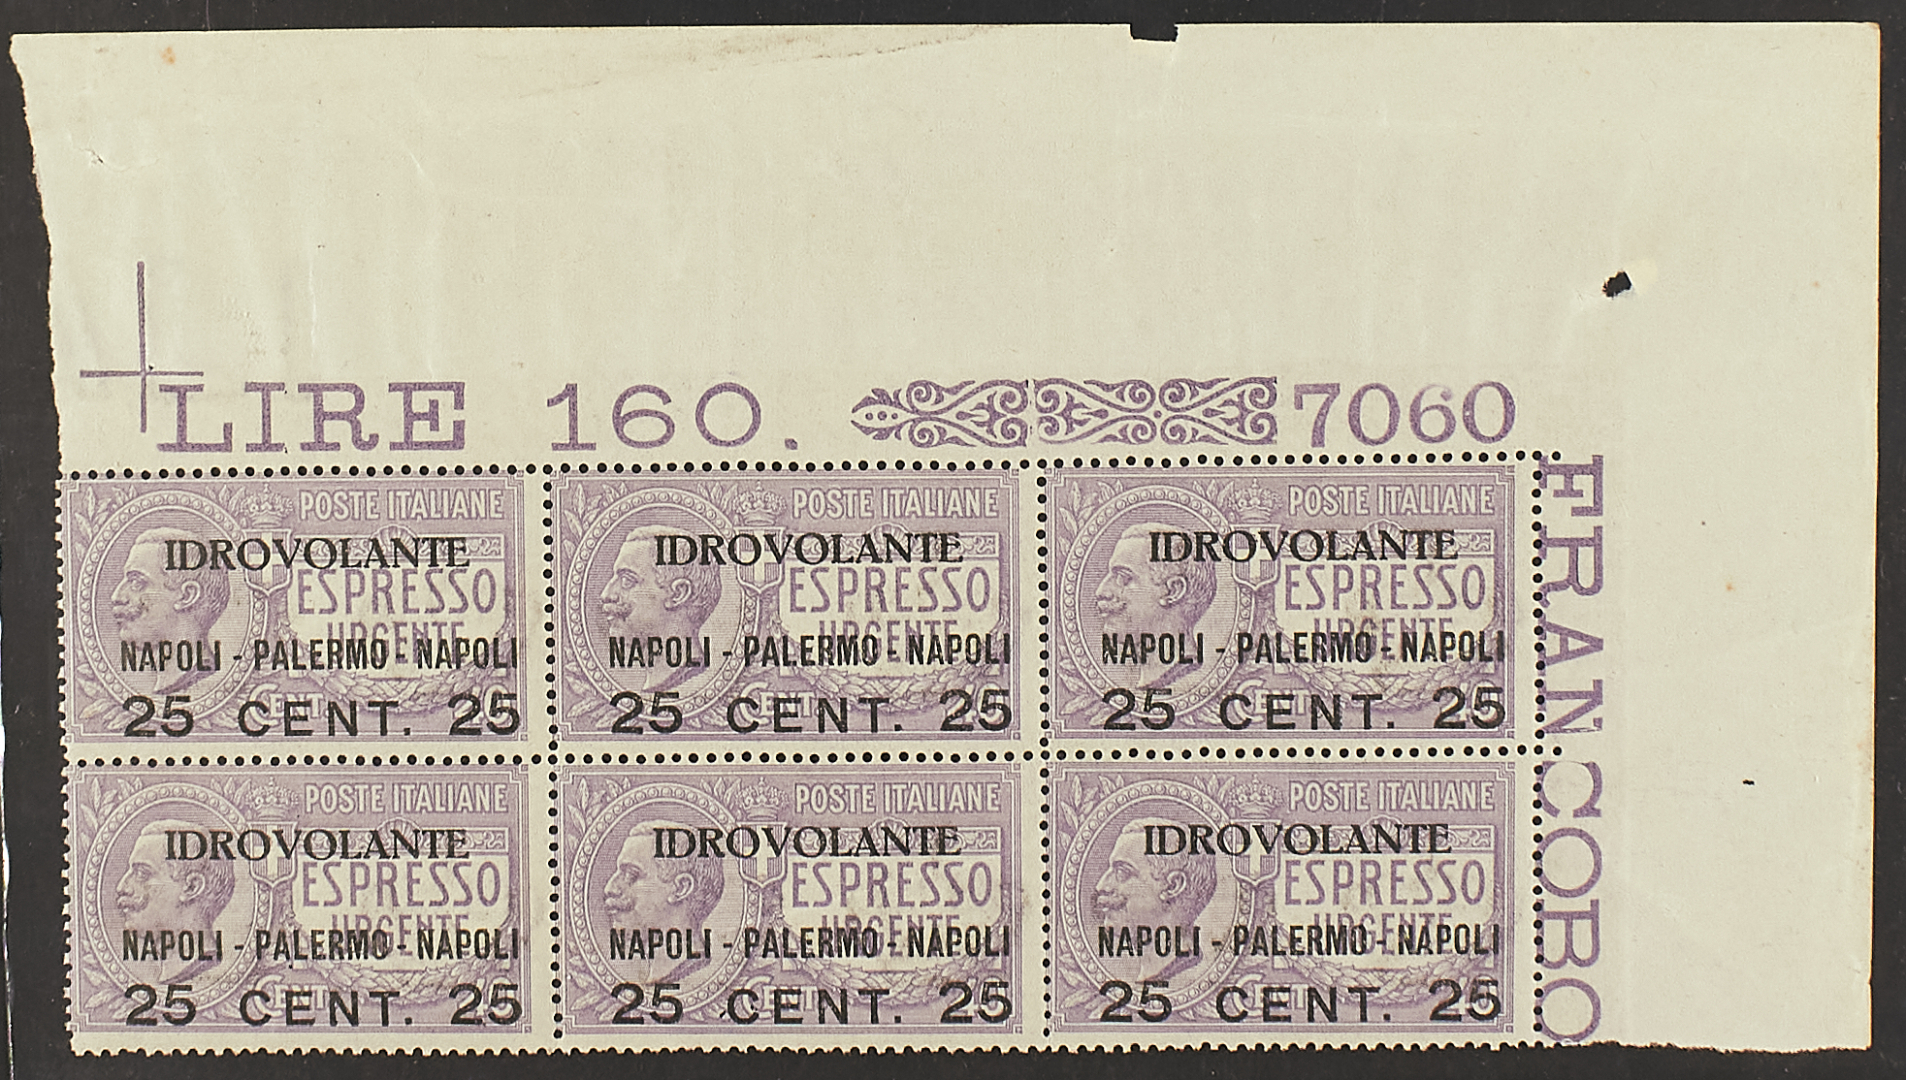 LIRE 160. 7060
FRANCOBO
POSTE ITALIANE POSTE ITALIANE POSTE ITALIANE
IDROVOLANTE IDROVOLANTE IDROVOLANTE
ESPRESSO ESPRESSO ESPRESSO
URGENTE URGENTE URGENTE
NAPOLI - PALERMO - NAPOLI NAPOLI - PALERMO - NAPOLI NAPOLI - PALERMO - NAPOLI
25 CENT. 25 25 CENT. 25 25 CENT. 25
POSTE ITALIANE POSTE ITALIANE POSTE ITALIANE
IDROVOLANTE IDROVOLANTE IDROVOLANTE
ESPRESSO ESPRESSO ESPRESSO
URGENTE URGENTE URGENTE
NAPOLI - PALERMO - NAPOLI NAPOLI - PALERMO - NAPOLI NAPOLI - PALERMO - NAPOLI
25 CENT. 25 25 CENT. 25 25 CENT. 25